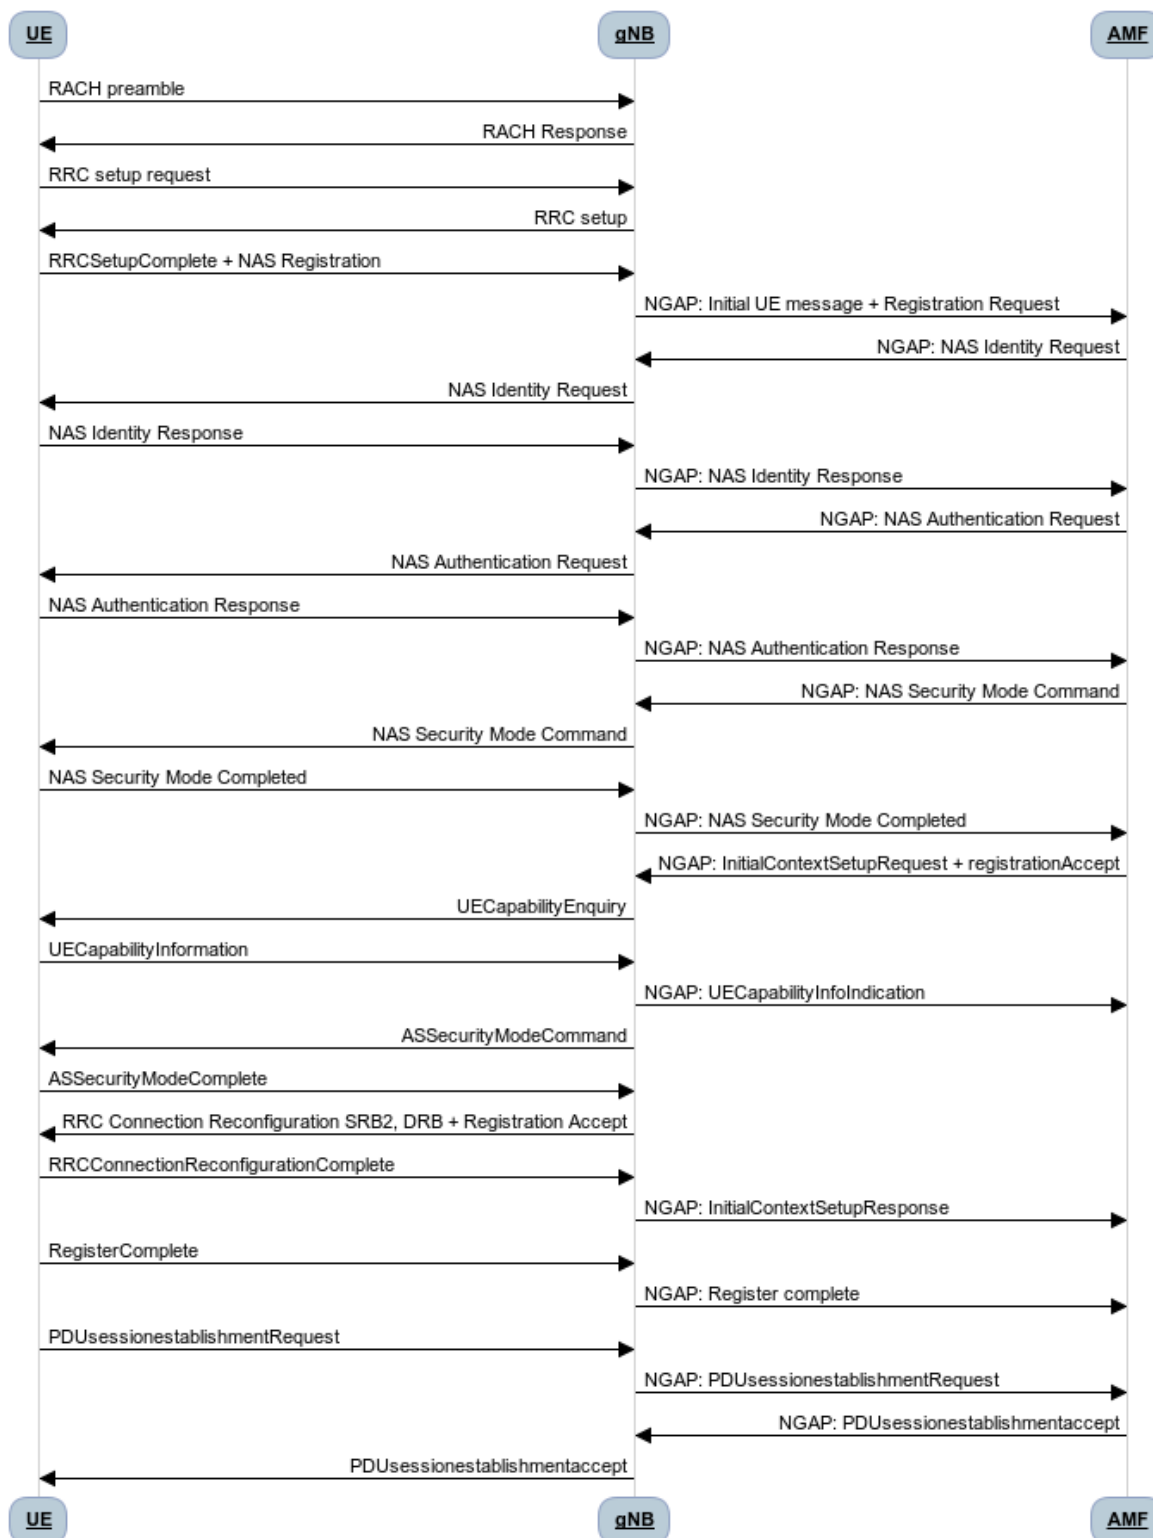 UE gNB AMF
RACH preamble
RACH Response
RRC setup request
RRC setup
RRCSetupComplete + NAS Registration
NGAP: Initial UE message + Registration Request
NGAP: NAS Identity Request
NAS Identity Request
NAS Identity Response
NGAP: NAS Identity Response
NGAP: NAS Authentication Request
NAS Authentication Request
NAS Authentication Response
NGAP: NAS Authentication Response
NGAP: NAS Security Mode Command
NAS Security Mode Command
NAS Security Mode Completed
NGAP: NAS Security Mode Completed
NGAP: InitialContextSetupRequest + registrationAccept
UECapabilityEnquiry
UECapabilityInformation
NGAP: UECapabilityInfoIndication
ASSecurityModeCommand
ASSecurityModeComplete
RRC Connection Reconfiguration SRB2, DRB + Registration Accept
RRCConnectionReconfigurationComplete
NGAP: InitialContextSetupResponse
RegisterComplete
NGAP: Register complete
PDUsessionestablishmentRequest
NGAP: PDUsessionestablishmentRequest
NGAP: PDUsessionestablishmentaccept
PDUsessionestablishmentaccept
UE gNB AMF